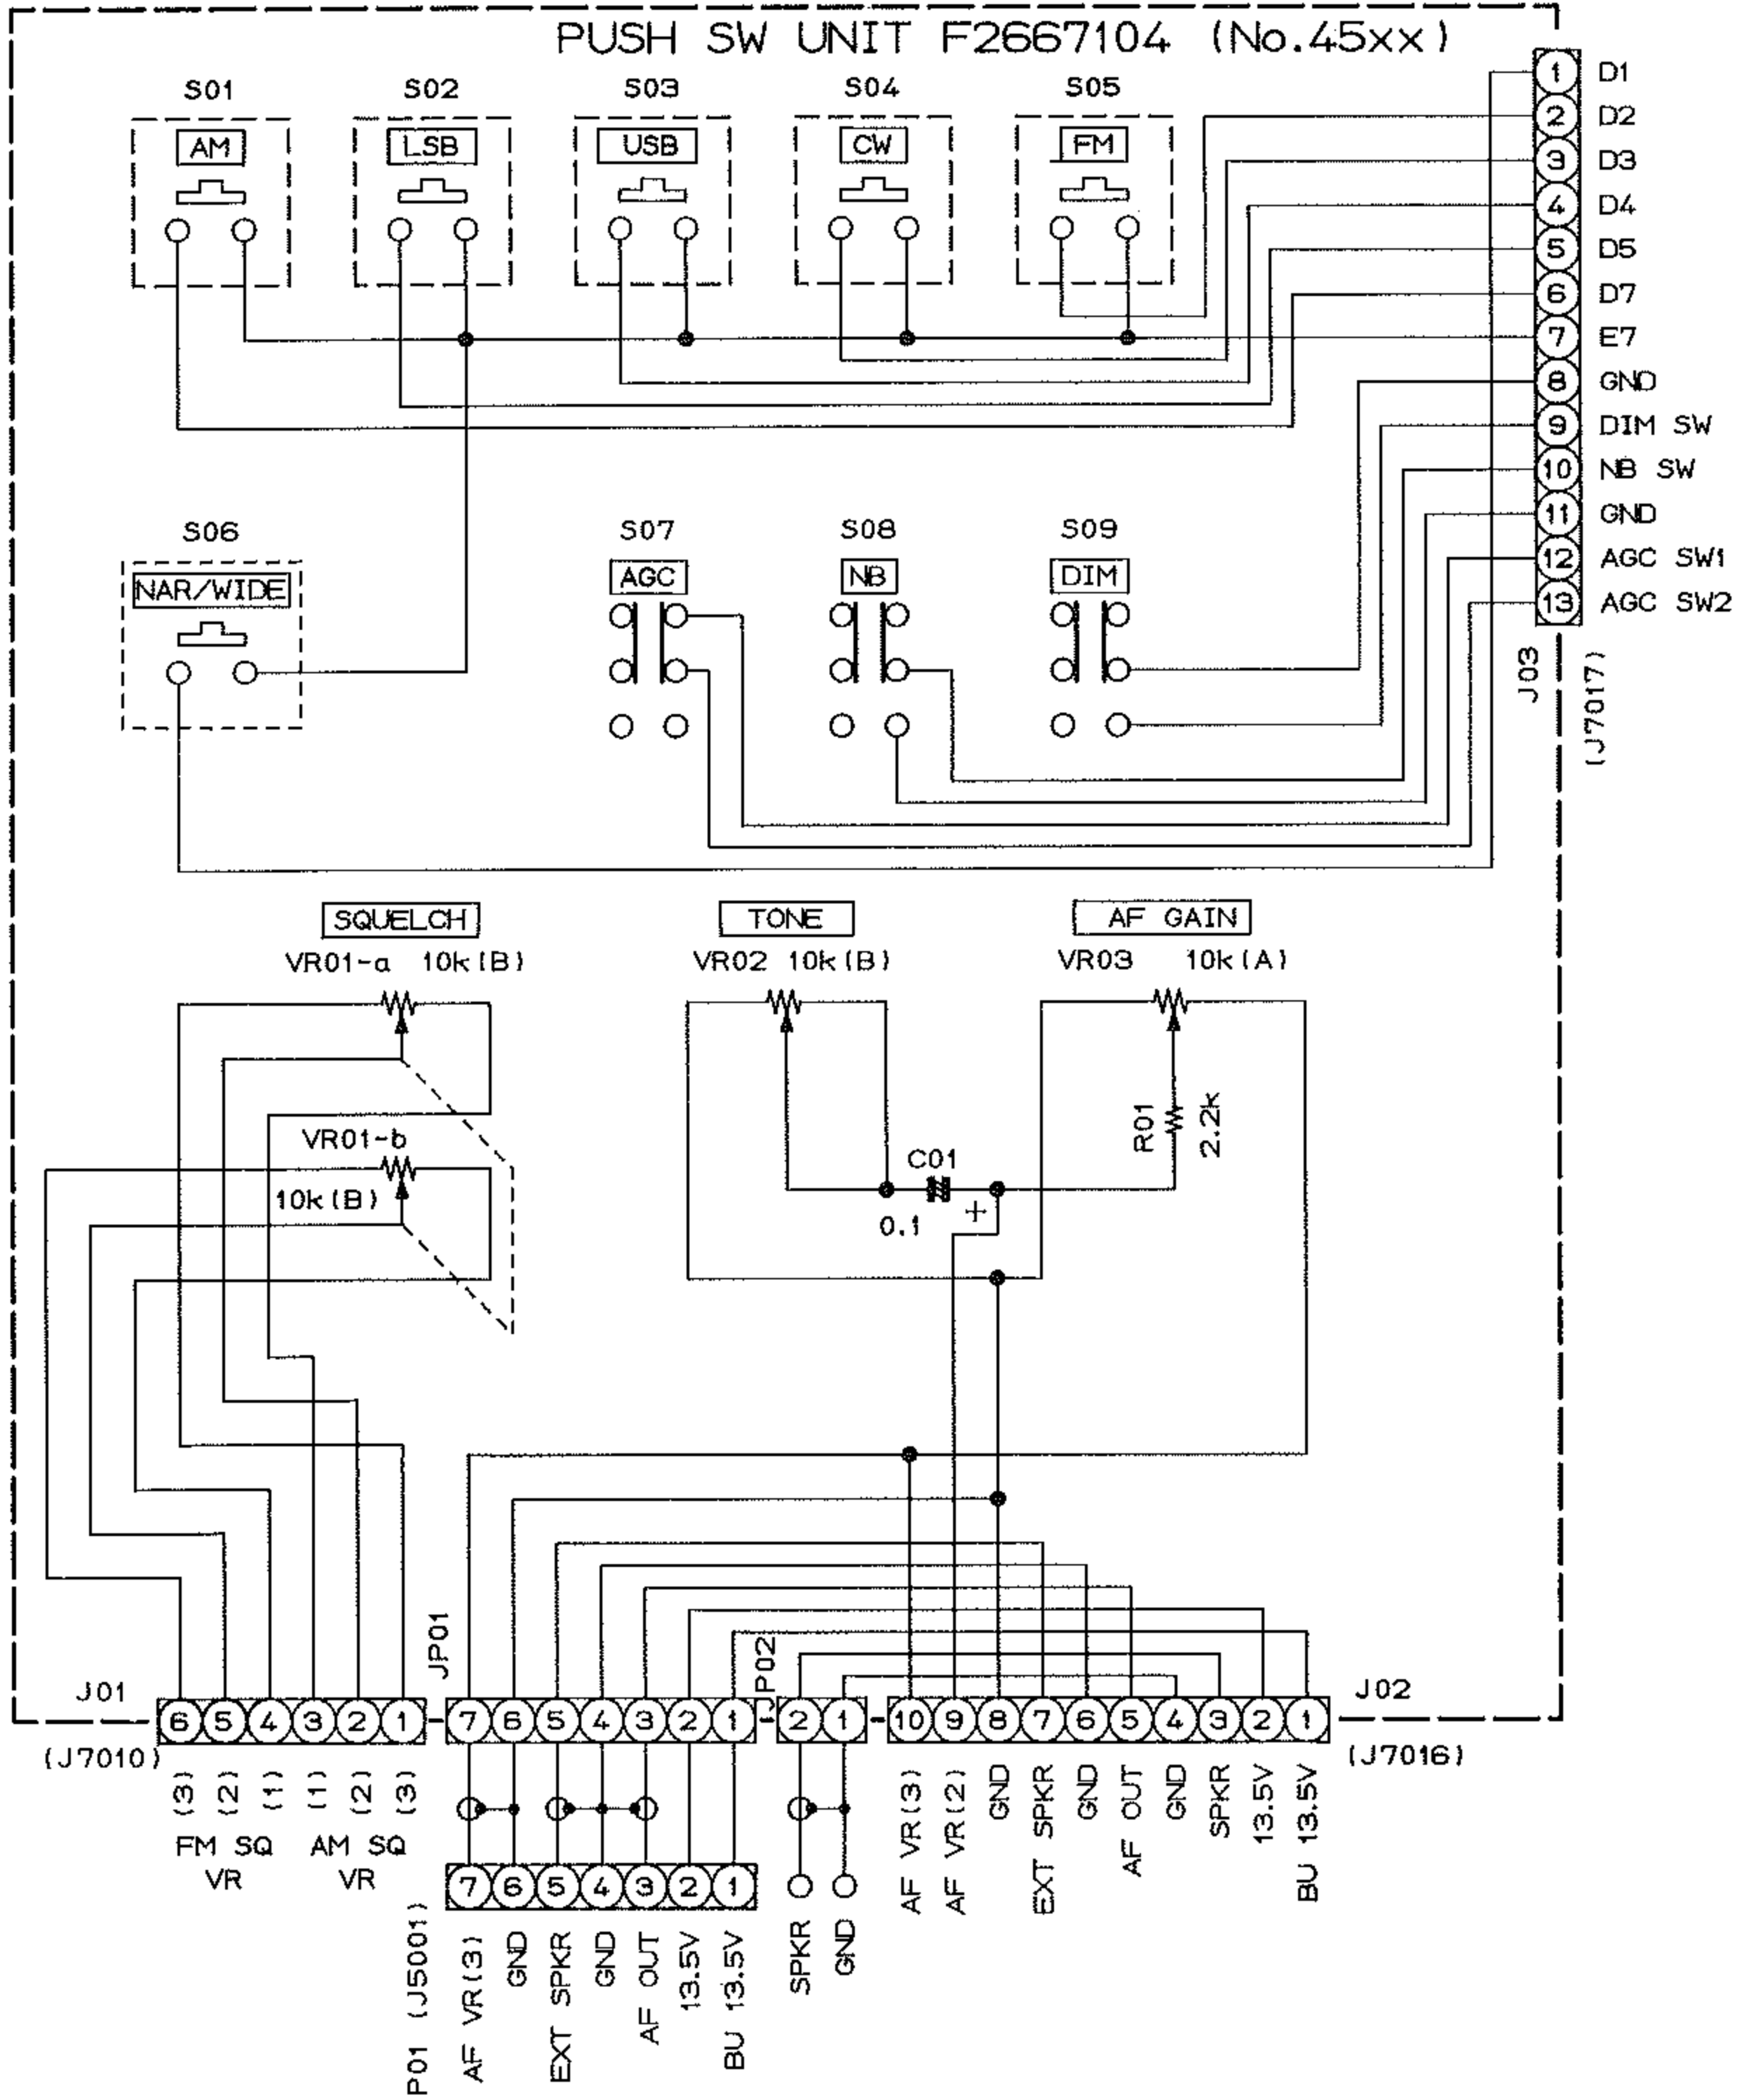 PUSH SW UNIT F2667104 (No.45xx)
S01 S02 S03 S04 S05
AM LSB USB CW FM
1 D1
2 D2
3 D3
4 D4
5 D5
6 D7
7 E7
8 GND
9 DIM SW
10 NB SW
11 GND
12 AGC SW1
13 AGC SW2
J03
(J7017)
S06 S07 S08 S09
NAR/WIDE AGC NB DIM
SQUELCH TONE AF GAIN
VR01-a 10k(B) VR02 10k(B) VR03 10k(A)
VR01-b
10k(B)
C01
0.1
+
R01
2.2k
J01
(J7010)
6 5 4 3 2 1
(3) (2) (1) (1) (2) (3)
FM SQ AM SQ
VR VR
JP01
7 6 5 4 3 2 1
JP02
2 1
J02
(J7016)
10 9 8 7 6 5 4 3 2 1
AF VR(3)
AF VR(2)
GND
EXT SPKR
GND
AF OUT
GND
SPKR
13.5V
BU 13.5V
7 6 5 4 3 2 1
P01 (J5001)
AF VR(3)
GND
EXT SPKR
GND
AF OUT
13.5V
BU 13.5V
SPKR
GND